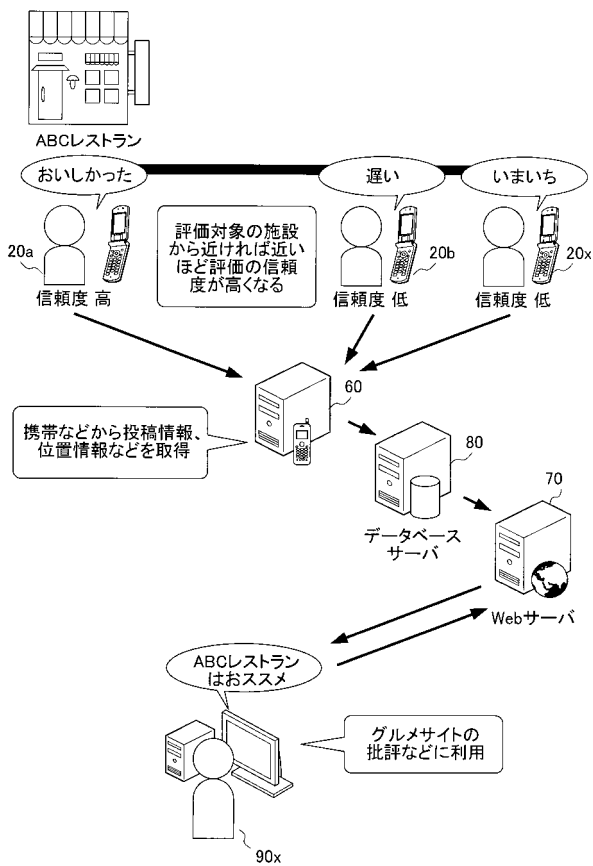 ABCレストラン
おいしかった
遅い
いまいち
評価対象の施設
から近ければ近い
ほど評価の信頼
度が高くなる
20a
20b
20x
信頼度 高
信頼度 低
信頼度 低
60
携帯などから投稿情報、
位置情報などを取得
80
データベース
サーバ
70
Webサーバ
ABCレストラン
はおススメ
グルメサイトの
批評などに利用
90x